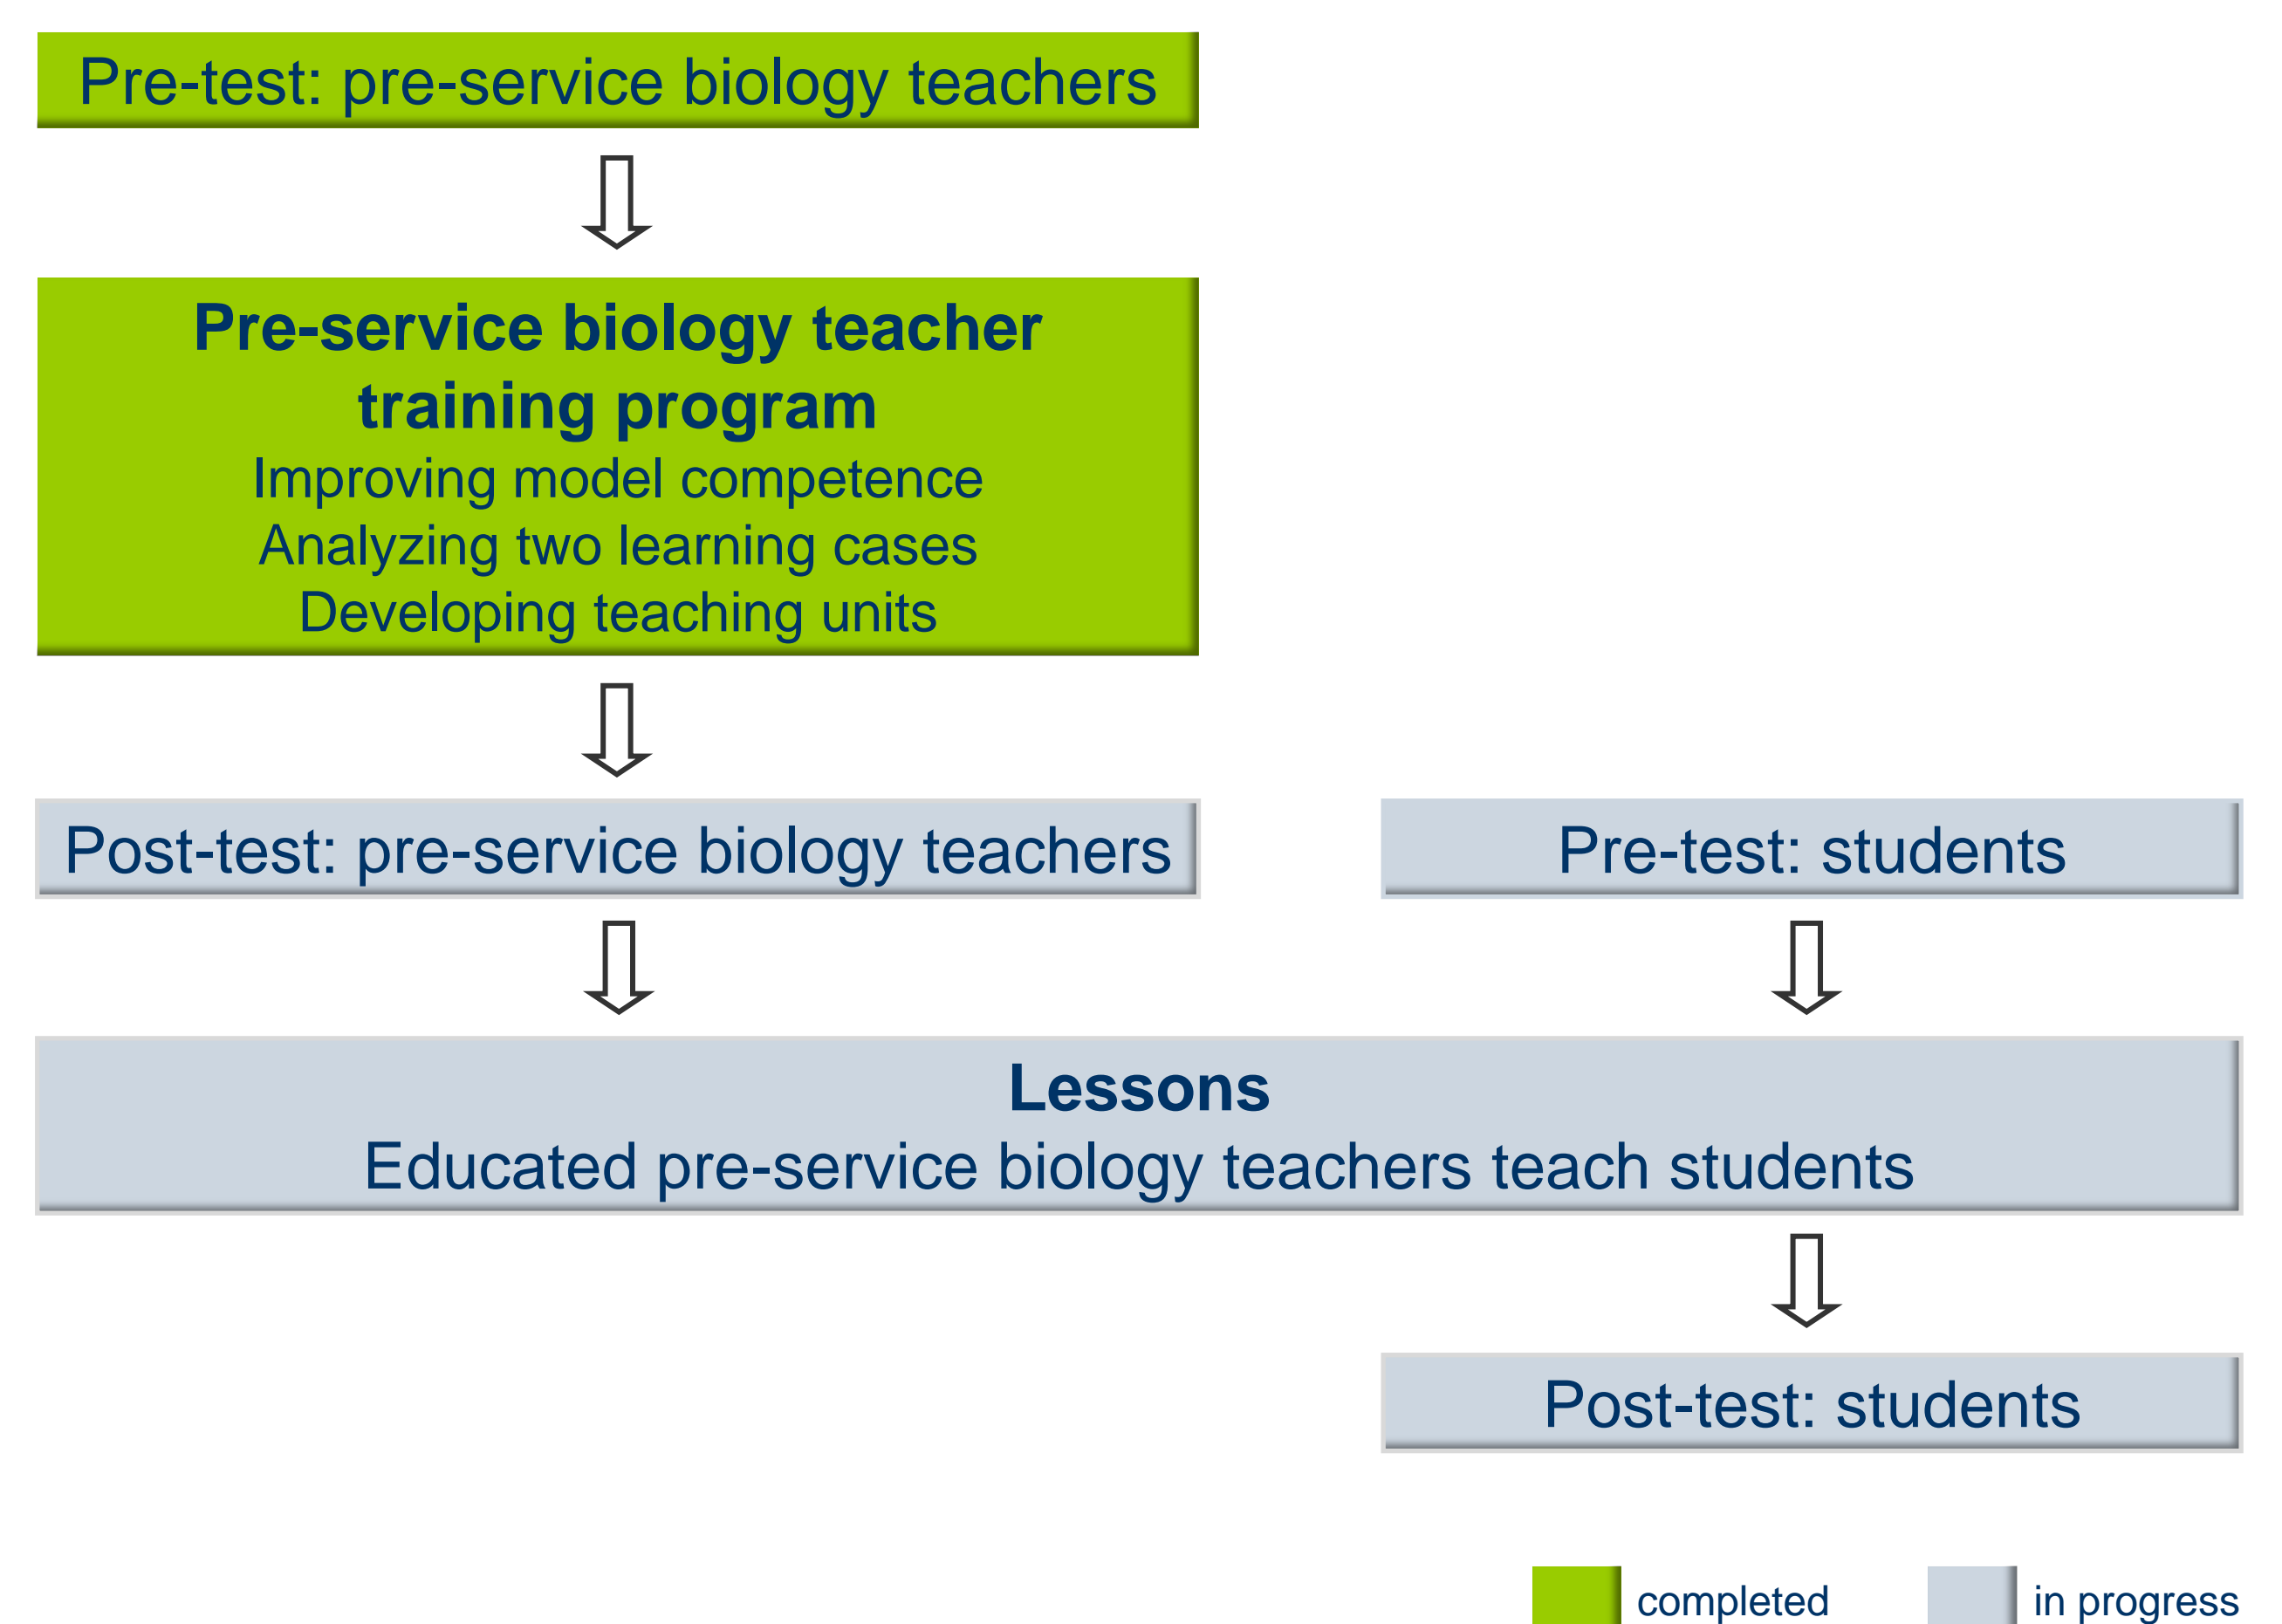 Pre-test: pre-service biology teachers
Pre-service biology teacher
training program
Improving model competence
Analyzing two learning cases
Developing teaching units
Post-test: pre-service biology teachers
Pre-test: students
Lessons
Educated pre-service biology teachers teach students
Post-test: students
completed
in progress